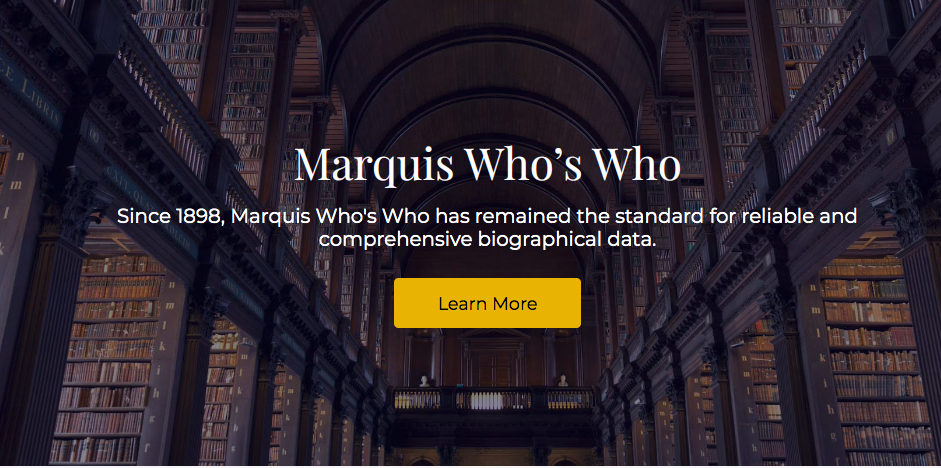 Marquis Who’s Who
Since 1898, Marquis Who's Who has remained the standard for reliable and
comprehensive biographical data.
Learn More